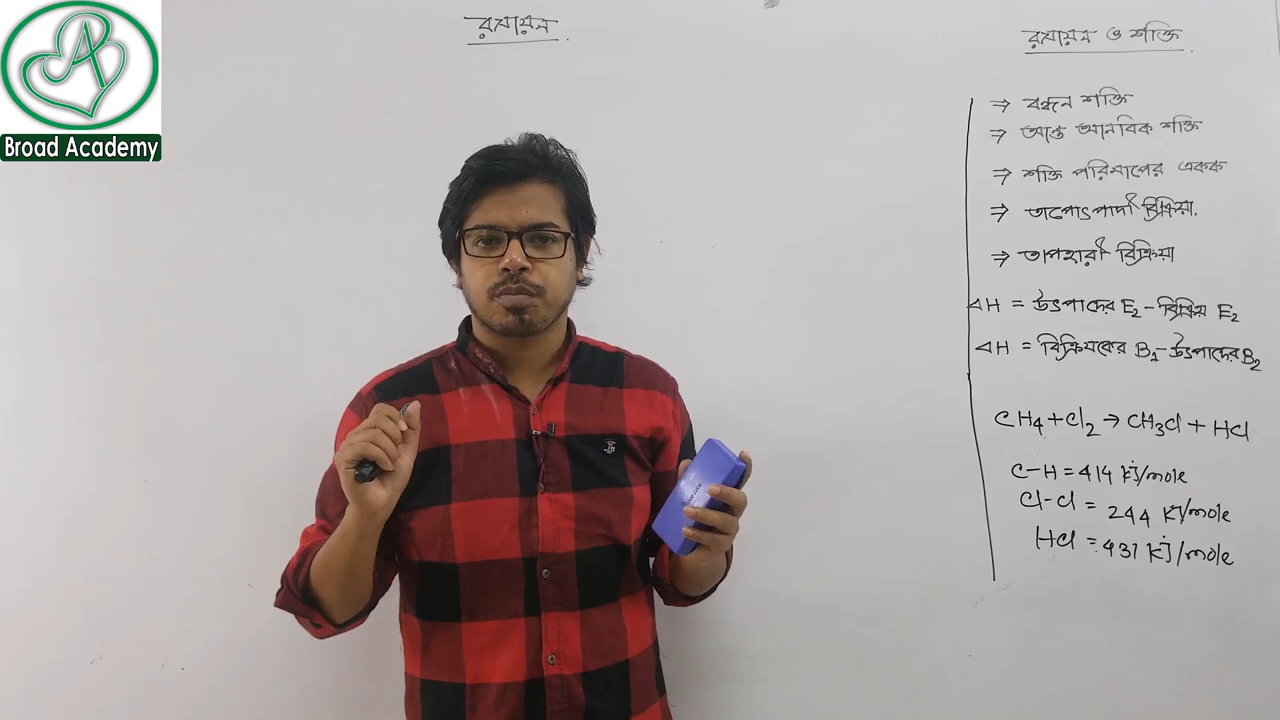 Broad Academy
রসায়ন
রসায়ন ও শক্তি
⇒ বন্ধন শক্তি
⇒ আন্ত আনবিক শক্তি
⇒ শক্তি পরিমাপের একক
⇒ তাপোৎপাদী বিক্রিয়া.
⇒ তাপহারী বিক্রিয়া
ΔH = উৎপাদের E₂ - বিক্রিয় E₂
ΔH = বিক্রিয়কের B₁ - উৎপাদের B₂
CH₄ + Cl₂ → CH₃Cl + HCl
C-H = 414 kJ/mole
Cl-Cl = 244 KJ/mole
HCl = 431 KJ/mole